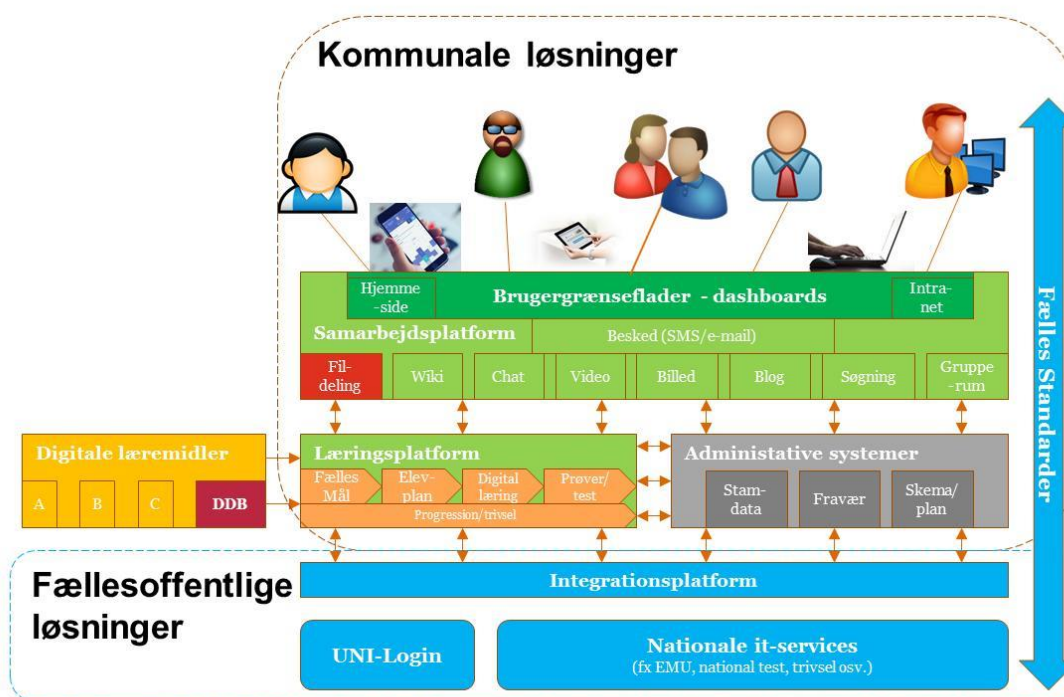 Kommunale løsninger
Hjemme
-side
Brugergrænseflader - dashboards
Intra-
net
Samarbejdsplatform
Besked (SMS/e-mail)
Fil-
deling
Wiki
Chat
Video
Billed
Blog
Søgning
Gruppe
-rum
Fælles Standarder
Digitale læremidler
A
B
C
DDB
Læringsplatform
Fælles
Mål
Elev-
plan
Digital
læring
Prøver/
test
Progression/trivsel
Administative systemer
Stam-
data
Fravær
Skema/
plan
Fællesoffentlige
løsninger
Integrationsplatform
UNI-Login
Nationale it-services
(fx EMU, national test, trivsel osv.)